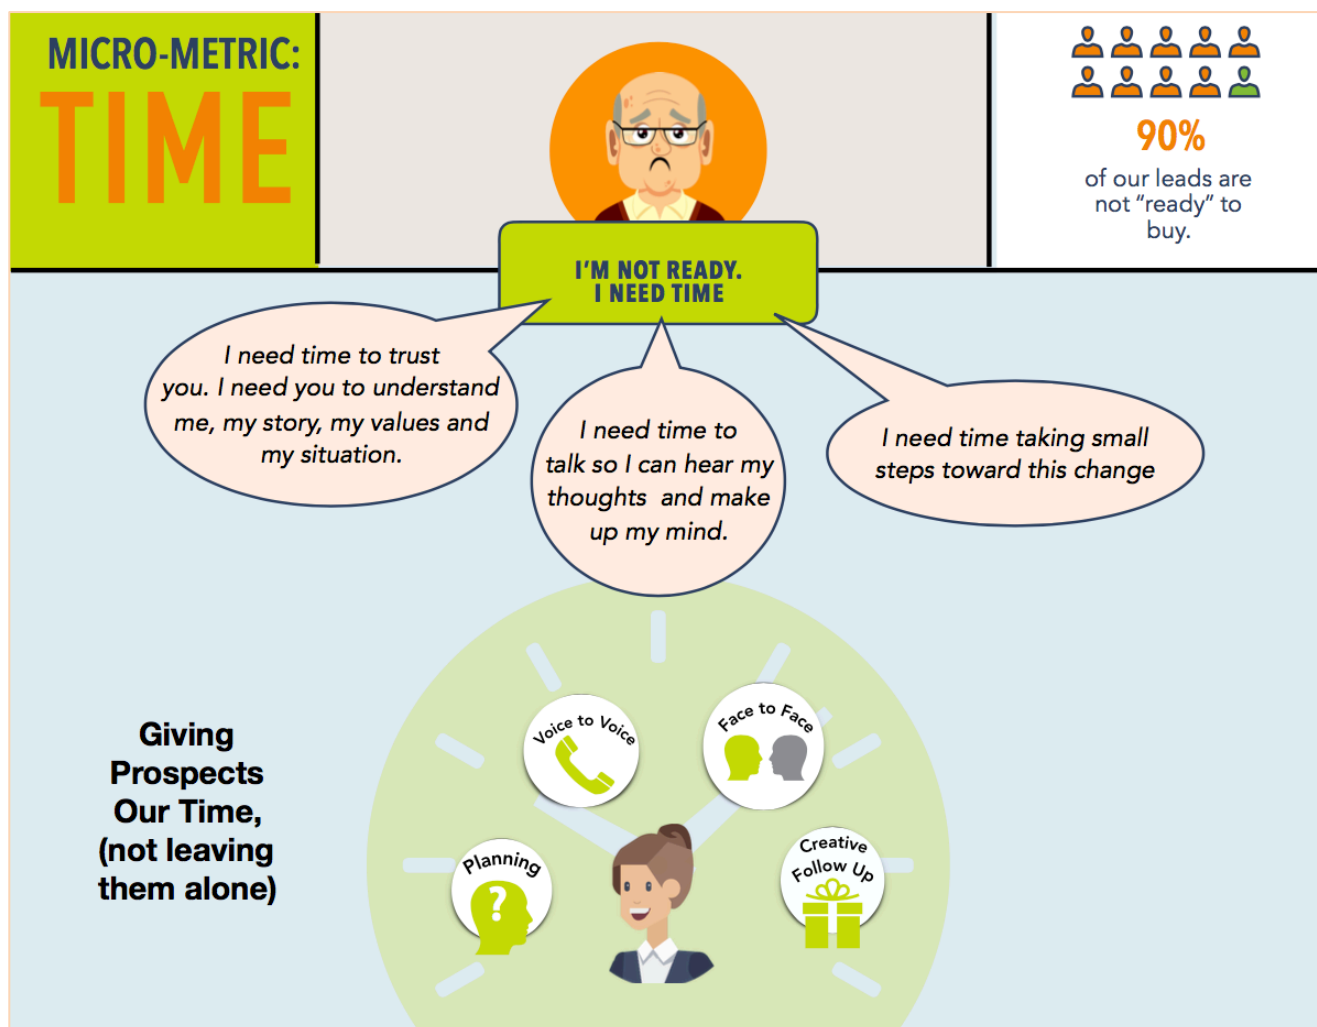 MICRO-METRIC:
TIME
90%
of our leads are
not “ready” to
buy.
I'M NOT READY.
I NEED TIME
I need time to trust
you. I need you to understand
me, my story, my values and
my situation.
I need time to
talk so I can hear my
thoughts and make
up my mind.
I need time taking small
steps toward this change
Giving
Prospects
Our Time,
(not leaving
them alone)
Voice to Voice
Face to Face
Planning
?
Creative
Follow Up